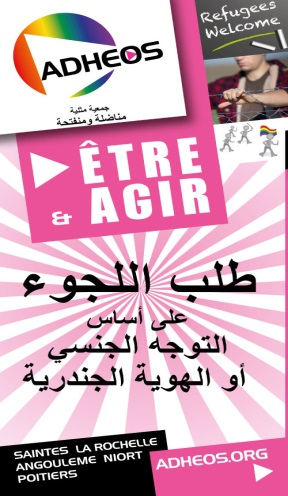 ADHEOS
جمعية مثلية
مناضلة ومنفتحة
Refugees
Welcome
ÊTRE
& AGIR
طلب اللجوء
على أساس
التوجه الجنسي
أو الهوية الجندرية
SAINTES LA ROCHELLE
ANGOULEME NIORT
POITIERS
ADHEOS.ORG